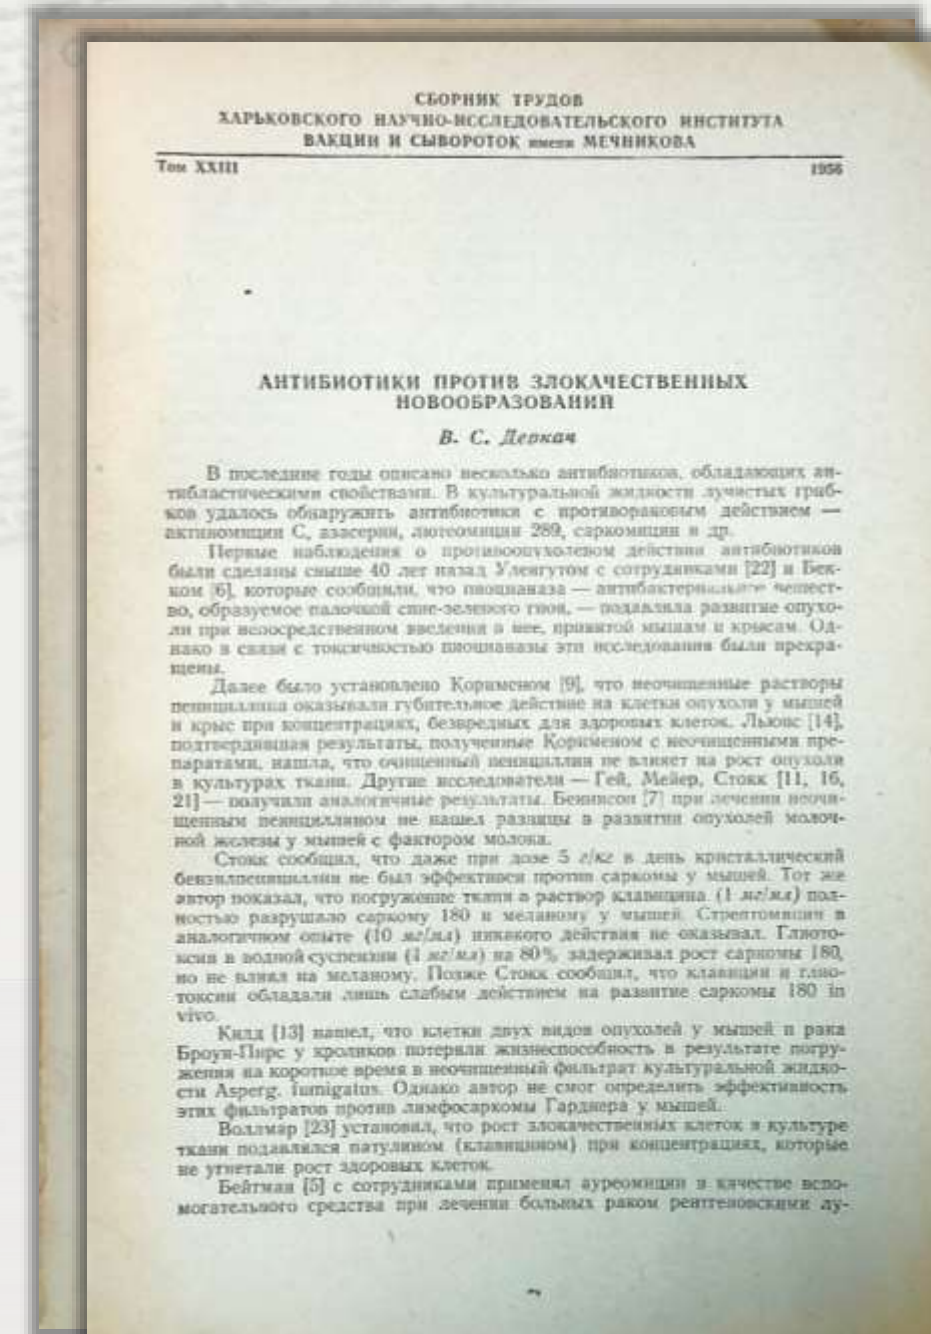 СБОРНИК ТРУДОВ
ХАРЬКОВСКОГО НАУЧНО-ИССЛЕДОВАТЕЛЬСКОГО ИНСТИТУТА
ВАКЦИН И СЫВОРОТОК имени МЕЧНИКОВА
Том XXIII 1956
АНТИБИОТИКИ ПРОТИВ ЗЛОКАЧЕСТВЕННЫХ
НОВООБРАЗОВАНИЙ
В. С. Деркач
В последние годы описано несколько антибиотиков, обладающих ан-
тибластическими свойствами. В культуральной жидкости лучистых гриб-
ков удалось обнаружить антибиотики с противораковым действием —
актиномицин С, азасерин, лютеомицин 289, саркомицин и др.
Первые наблюдения о противоопухолевом действии антибиотиков
были сделаны свыше 40 лет назад Уленгутом с сотрудниками [22] и Бек-
ком [6], которые сообщили, что пиоцианаза — антибактериальное вещест-
во, образуемое палочкой сине-зеленого гноя, — подавляла развитие опухо-
ли при непосредственном введении в нее, привитой мышам и крысам. Од-
нако в связи с токсичностью пиоцианазы эти исследования были прекра-
щены.
Далее было установлено Корименом [9], что неочищенные растворы
пенициллина оказывали губительное действие на клетки опухоли у мышей
и крыс при концентрациях, безвредных для здоровых клеток. Льюис [14],
подтвердившая результаты, полученные Корименом с неочищенными пре-
паратами, нашла, что очищенный пенициллин не влияет на рост опухоли
в культурах ткани. Другие исследователи — Гей, Мейер, Стокк [11, 16,
21] — получили аналогичные результаты. Беннисон [7] при лечении неочи-
щенным пенициллином не нашел разницы в развитии опухолей молоч-
ной железы у мышей с фактором молока.
Стокк сообщил, что даже при дозе 5 г/кг в день кристаллический
бензилпенициллин не был эффективен против саркомы у мышей. Тот же
автор показал, что погружение ткани в раствор клавицина (1 мг/мл) пол-
ностью разрушало саркому 180 и меланому у мышей. Стрептомицин в
аналогичном опыте (10 мг/мл) никакого действия не оказывал. Глиото-
ксин в водной суспензии (1 мг/мл) на 80% задерживал рост саркомы 180,
но не влиял на меланому. Позже Стокк сообщил, что клавицин и глио-
токсин обладали лишь слабым действием на развитие саркомы 180 in
vivo.
Кидд [13] нашел, что клетки двух видов опухолей у мышей и рака
Броун-Пирс у кроликов потеряли жизнеспособность в результате погру-
жения на короткое время в неочищенный фильтрат культуральной жидко-
сти Asperg. fumigatus. Однако автор не смог определить эффективность
этих фильтратов против лимфосаркомы Гарднера у мышей.
Воллмар [23] установил, что рост злокачественных клеток в культуре
ткани подавлялся патулином (клавицином) при концентрациях, которые
не угнетали рост здоровых клеток.
Бейтман [5] с сотрудниками применял ауреомицин в качестве вспо-
могательного средства при лечении больных раком рентгеновскими лу-